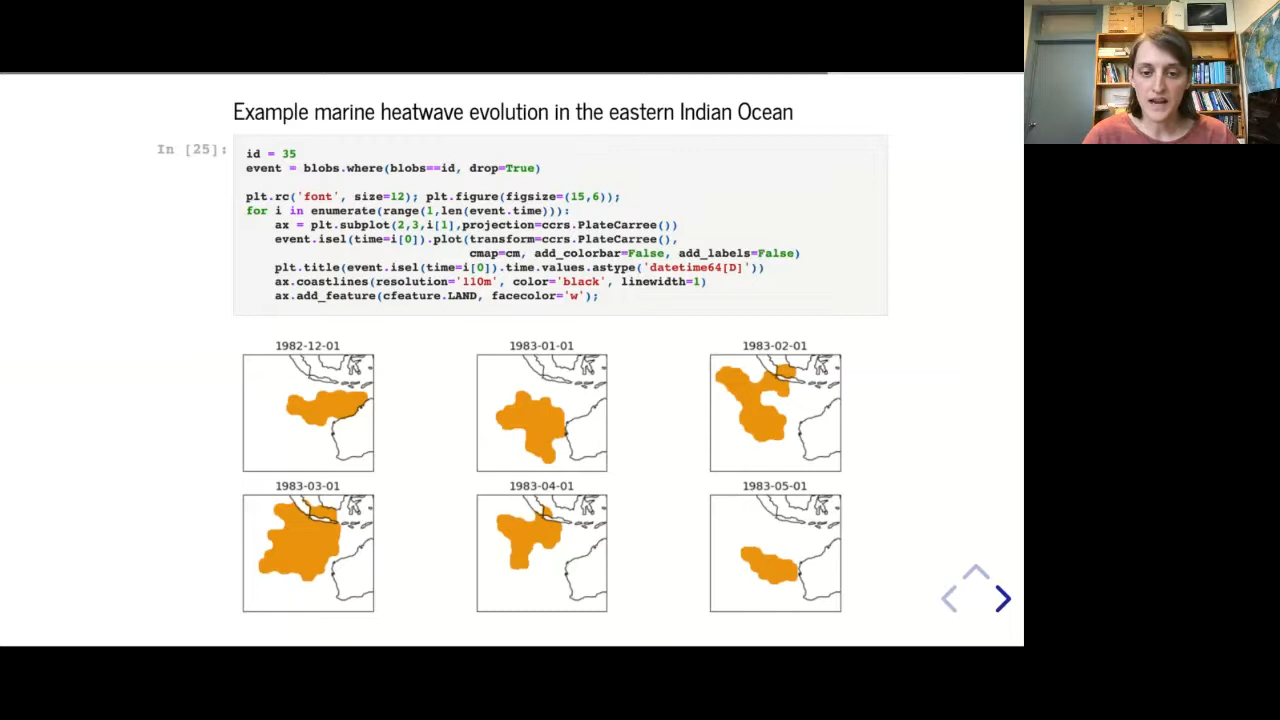 Example marine heatwave evolution in the eastern Indian Ocean
In [25]:
id = 35
event = blobs.where(blobs==id, drop=True)
plt.rc('font', size=12); plt.figure(figsize=(15,6));
for i in enumerate(range(1,len(event.time))):
ax = plt.subplot(2,3,i[1],projection=ccrs.PlateCarree())
event.isel(time=i[0]).plot(transform=ccrs.PlateCarree(),
cmap=cm, add_colorbar=False, add_labels=False)
plt.title(event.isel(time=i[0]).time.values.astype('datetime64[D]'))
ax.coastlines(resolution='110m', color='black', linewidth=1)
ax.add_feature(cfeature.LAND, facecolor='w');
1982-12-01
1983-01-01
1983-02-01
1983-03-01
1983-04-01
1983-05-01